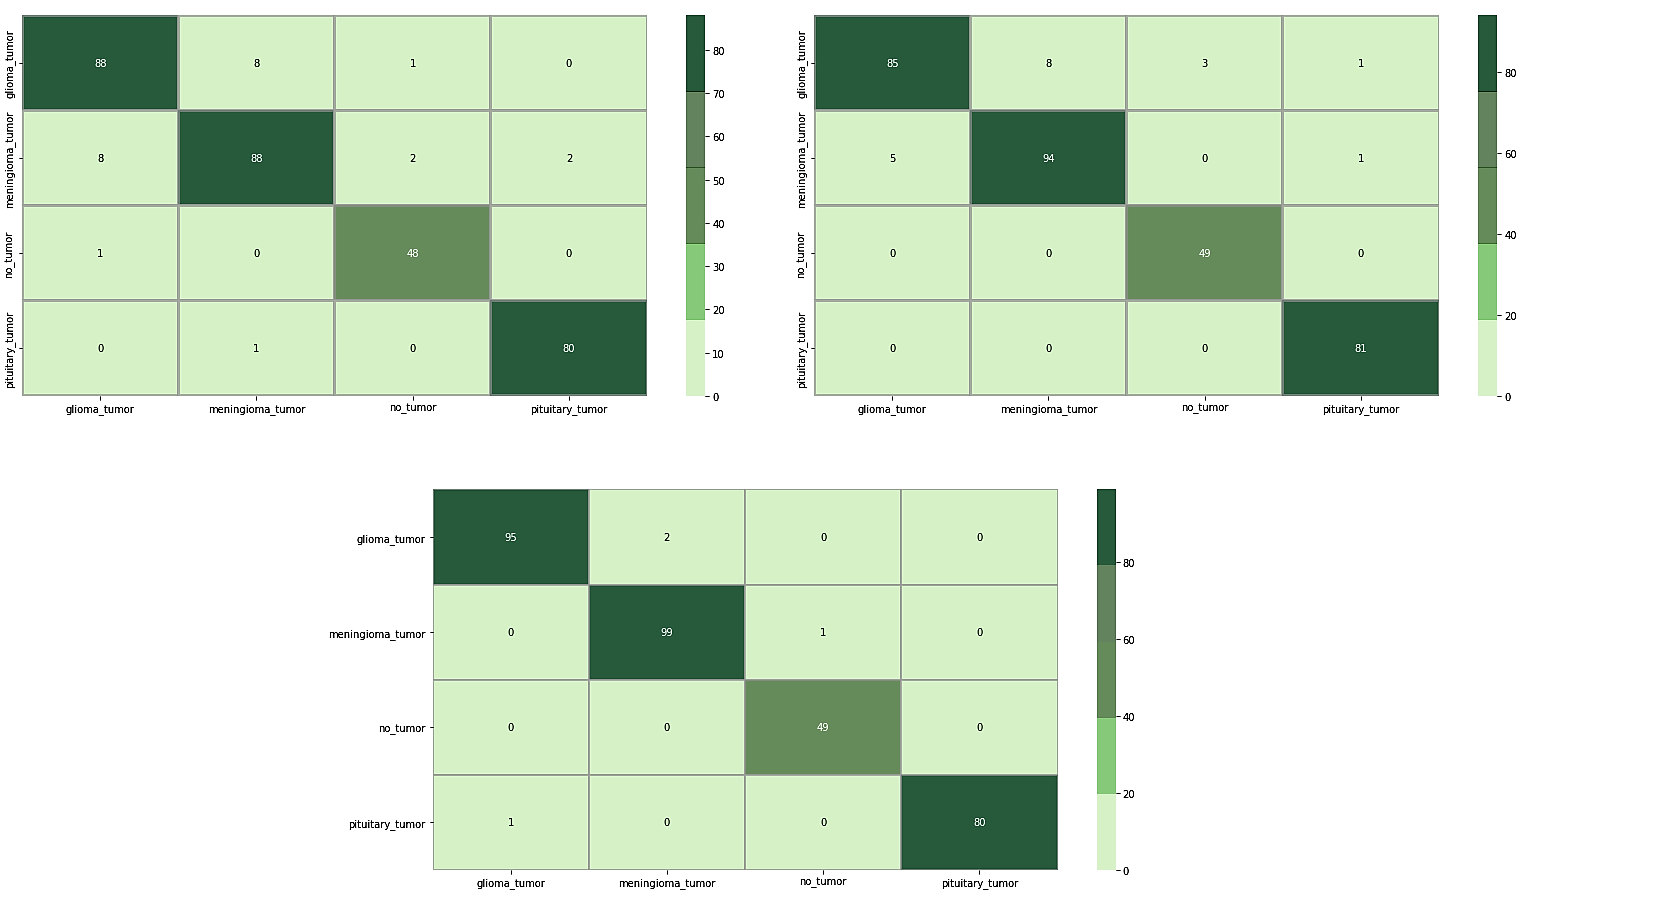 glioma_tumor 88 8 1 0
meningioma_tumor 8 88 2 2
no_tumor 1 0 48 0
pituitary_tumor 0 1 0 80
glioma_tumor meningioma_tumor no_tumor pituitary_tumor
80
70
60
50
40
30
20
10
0
glioma_tumor 85 8 3 1
meningioma_tumor 5 94 0 1
no_tumor 0 0 49 0
pituitary_tumor 0 0 0 81
glioma_tumor meningioma_tumor no_tumor pituitary_tumor
80
60
40
20
0
glioma_tumor 95 2 0 0
meningioma_tumor 0 99 1 0
no_tumor 0 0 49 0
pituitary_tumor 1 0 0 80
glioma_tumor meningioma_tumor no_tumor pituitary_tumor
80
60
40
20
0